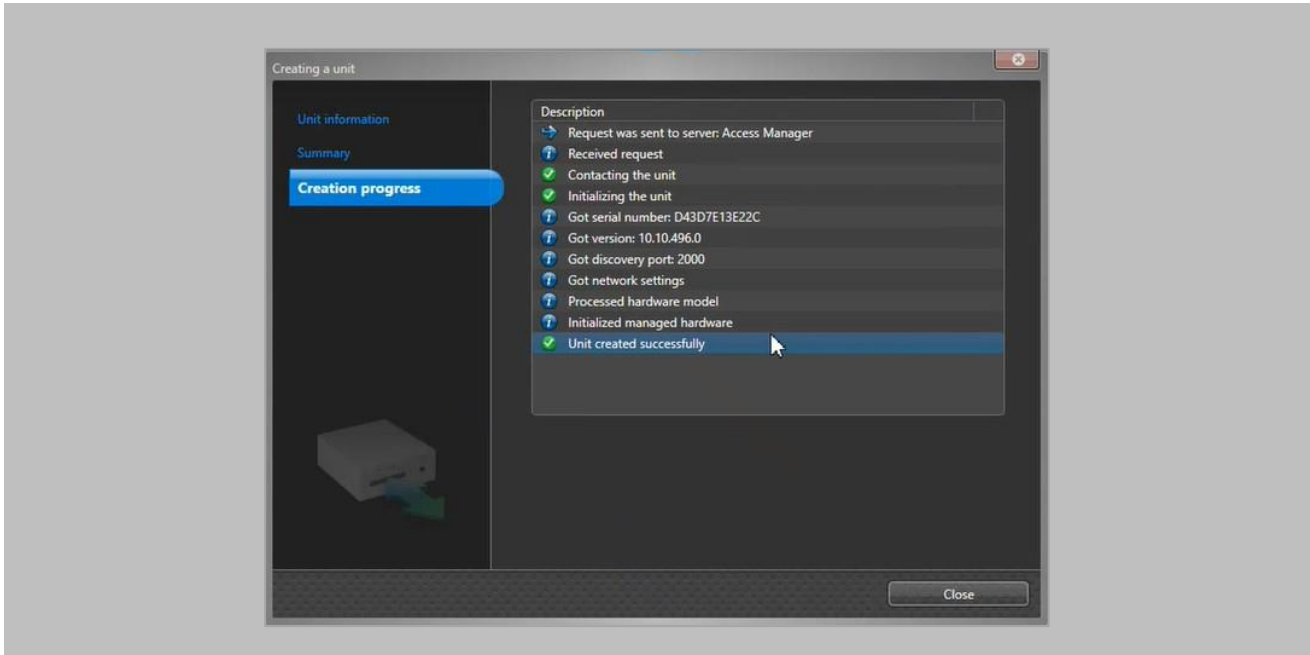 Creating a unit
Unit information
Summary
Creation progress
Description
Request was sent to server: Access Manager
Received request
Contacting the unit
Initializing the unit
Got serial number: D43D7E13E22C
Got version: 10.10.496.0
Got discovery port: 2000
Got network settings
Processed hardware model
Initialized managed hardware
Unit created successfully
Close